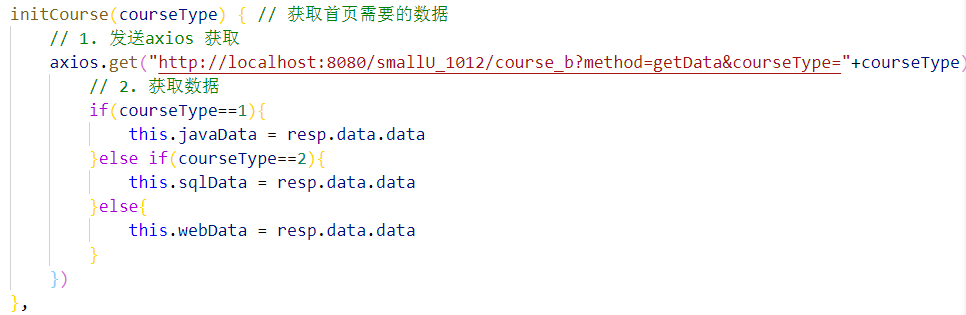 initCourse(courseType) { // 获取首页需要的数据
// 1. 发送axios 获取
axios.get("http://localhost:8080/smallU_1012/course_b?method=getData&courseType="+courseType)
// 2. 获取数据
if(courseType==1){
this.javaData = resp.data.data
}else if(courseType==2){
this.sqlData = resp.data.data
}else{
this.webData = resp.data.data
}
})
},